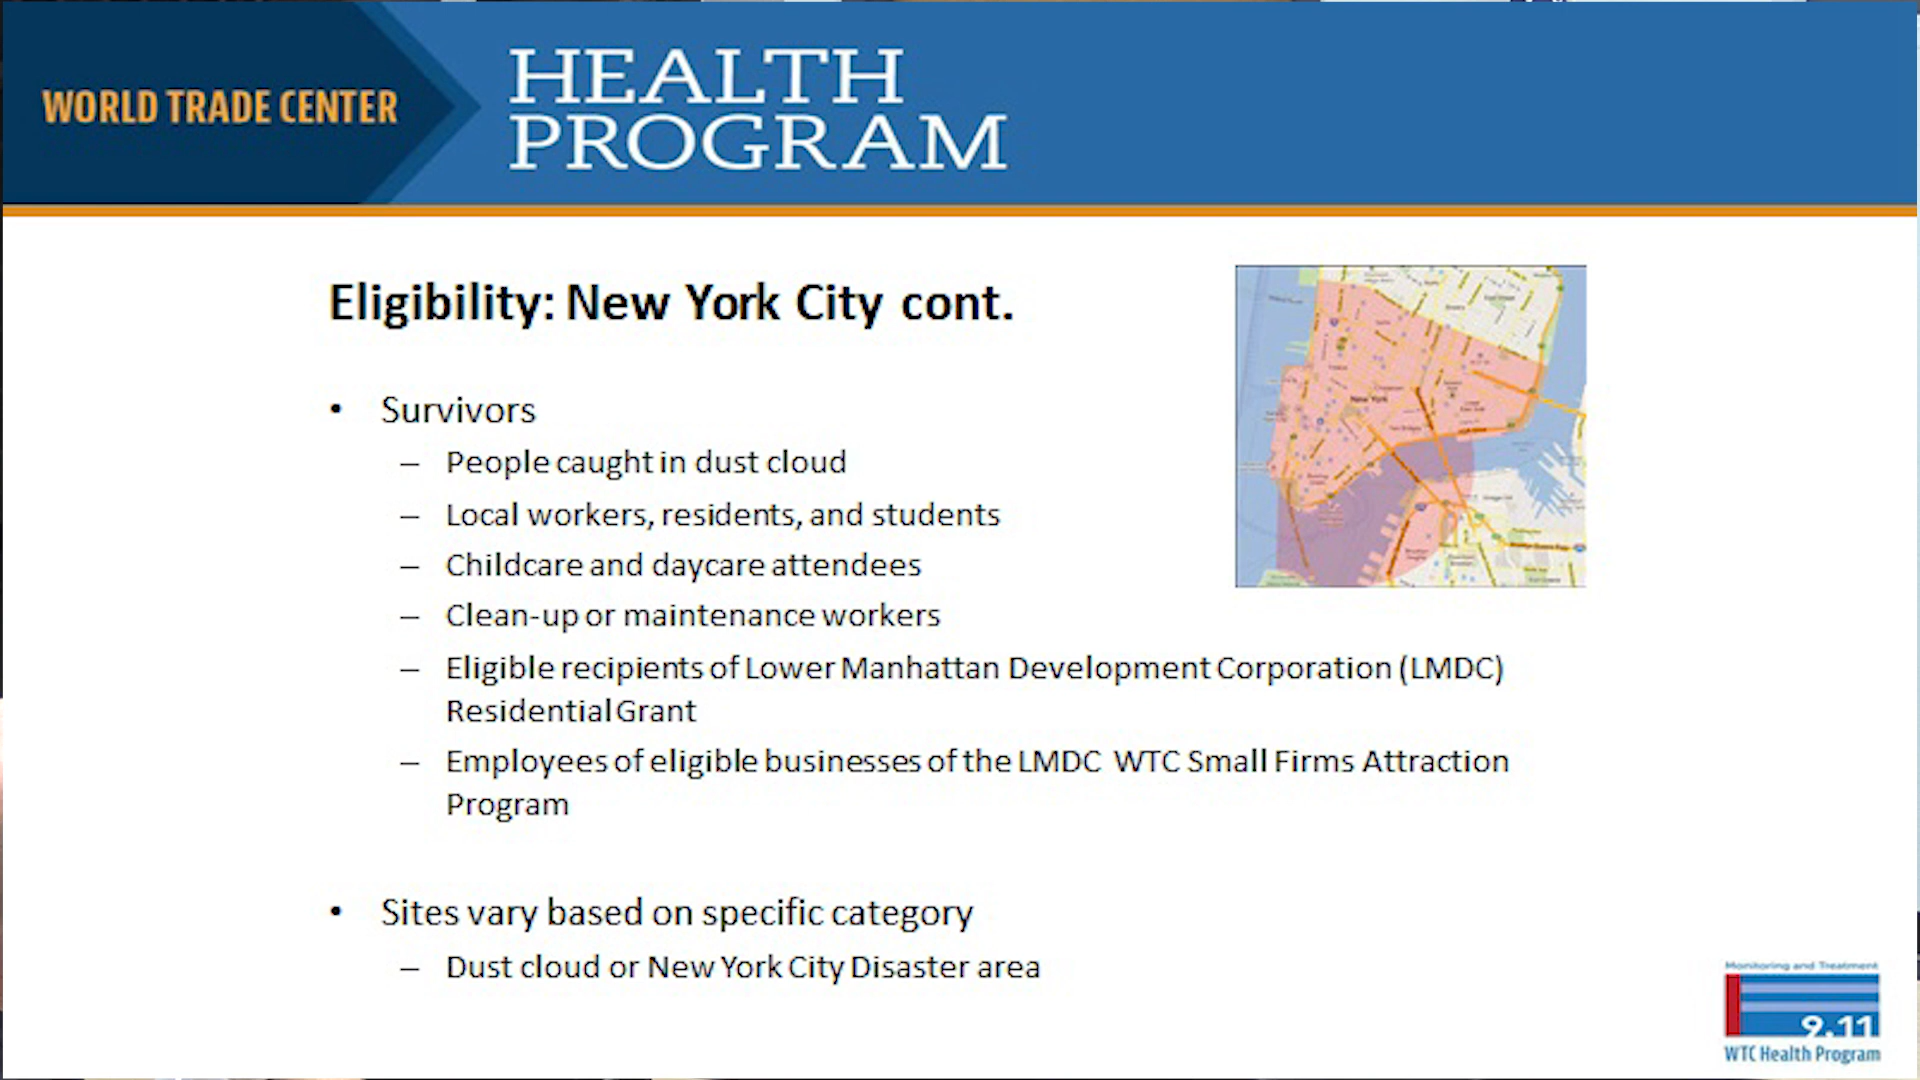 WORLD TRADE CENTER
HEALTH
PROGRAM
Eligibility: New York City cont.
• Survivors
– People caught in dust cloud
– Local workers, residents, and students
– Childcare and daycare attendees
– Clean-up or maintenance workers
– Eligible recipients of Lower Manhattan Development Corporation (LMDC)
Residential Grant
– Employees of eligible businesses of the LMDC WTC Small Firms Attraction
Program
• Sites vary based on specific category
– Dust cloud or New York City Disaster area
New York
Monitoring and Treatment
9.11
WTC Health Program